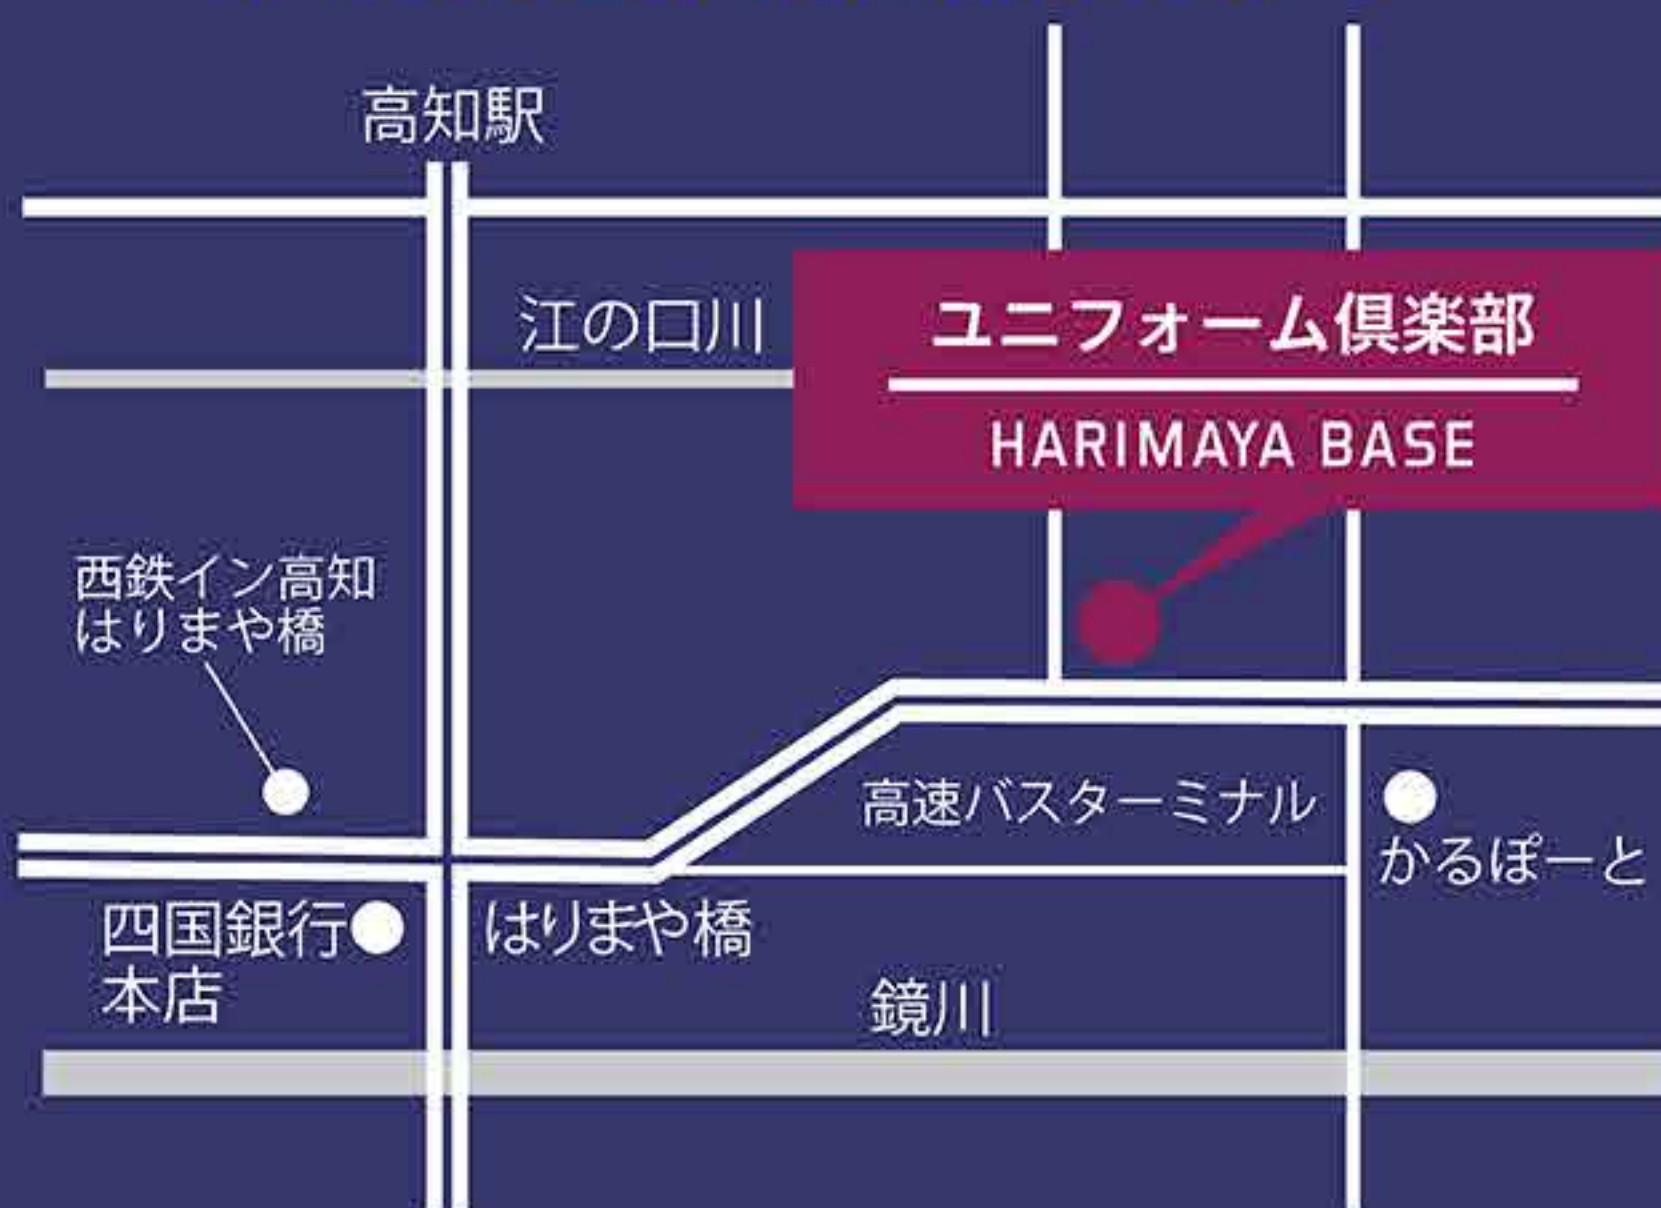 高知駅
江の口川
ユニフォーム倶楽部
HARIMAYA BASE
西鉄イン高知
はりまや橋
高速バスターミナル
かるぽーと
四国銀行
本店
はりまや橋
鏡川